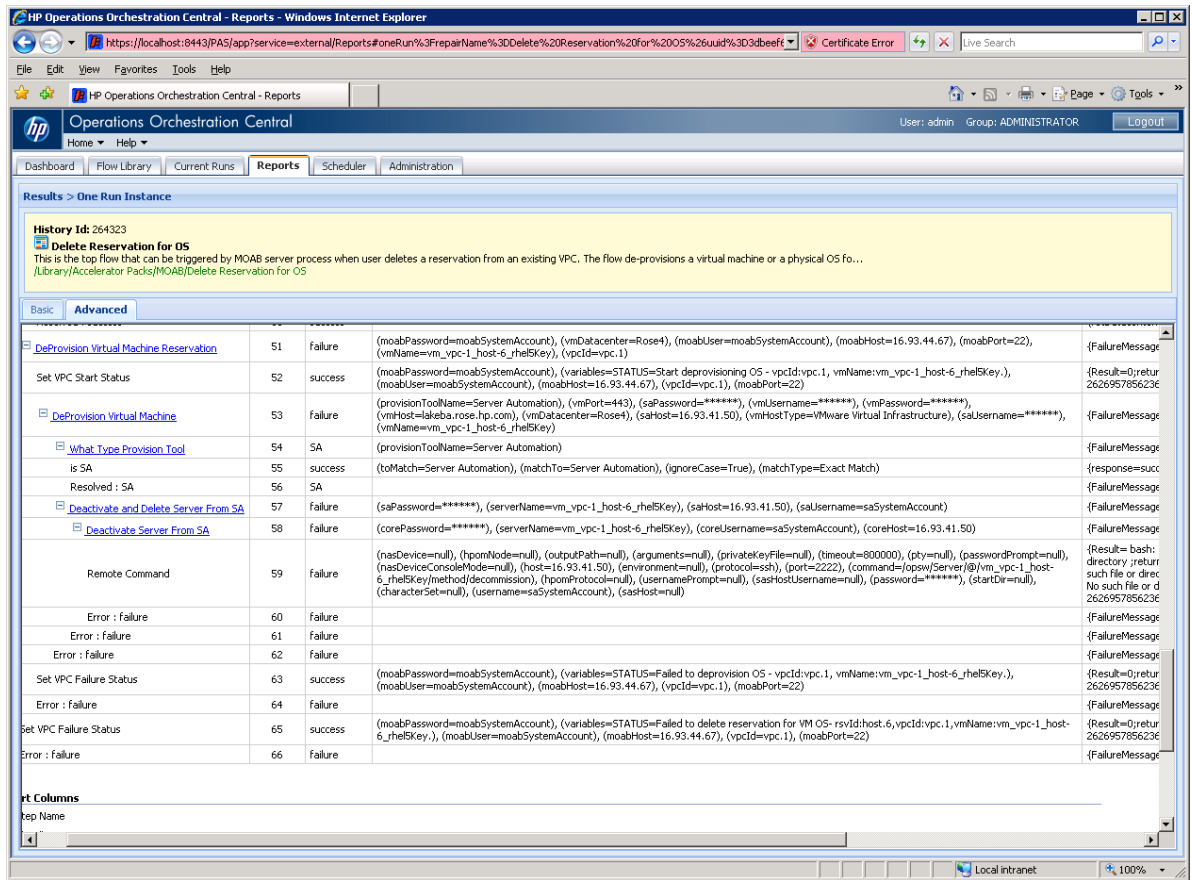 HP Operations Orchestration Central - Reports - Windows Internet Explorer
https://localhost:8443/PAS/app?service=external/Reports#oneRun%3FrepairName%3DDelete%20Reservation%20for%20OS%26uuid%3D3dbeef6
Certificate Error
Live Search
File Edit View Favorites Tools Help
HP Operations Orchestration Central - Reports
Page Tools
hp Operations Orchestration Central
User: admin Group: ADMINISTRATOR
Logout
Home Help
Dashboard Flow Library Current Runs Reports Scheduler Administration
Results > One Run Instance
History Id: 264323
Delete Reservation for OS
This is the top flow that can be triggered by MOAB server process when user deletes a reservation from an existing VPC. The flow de-provisions a virtual machine or a physical OS fo...
/Library/Accelerator Packs/MOAB/Delete Reservation for OS
Basic Advanced
DeProvision Virtual Machine Reservation 51 failure (moabPassword=moabSystemAccount), (vmDatacenter=Rose4), (moabUser=moabSystemAccount), (moabHost=16.93.44.67), (moabPort=22), {FailureMessage
(vmName=vm_vpc-1_host-6_rhel5Key), (vpcId=vpc.1)
Set VPC Start Status 52 success (moabPassword=moabSystemAccount), (variables=STATUS=Start deprovisioning OS - vpcId:vpc.1, vmName:vm_vpc-1_host-6_rhel5Key.), {Result=0;retur
(moabUser=moabSystemAccount), (moabHost=16.93.44.67), (vpcId=vpc.1), (moabPort=22) 2626957856236
DeProvision Virtual Machine 53 failure (provisionToolName=Server Automation), (vmPort=443), (saPassword=******), (vmUsername=******), (vmPassword=******), {FailureMessage
(vmHost=lakeba.rose.hp.com), (vmDatacenter=Rose4), (saHost=16.93.41.50), (vmHostType=VMware Virtual Infrastructure), (saUsername=******),
(vmName=vm_vpc-1_host-6_rhel5Key)
What Type Provision Tool 54 SA (provisionToolName=Server Automation) {FailureMessage
is SA 55 success (toMatch=Server Automation), (matchTo=Server Automation), (ignoreCase=True), (matchType=Exact Match) {response=succ
Resolved : SA 56 SA {FailureMessage
Deactivate and Delete Server From SA 57 failure (saPassword=******), (serverName=vm_vpc-1_host-6_rhel5Key), (saHost=16.93.41.50), (saUsername=saSystemAccount) {FailureMessage
Deactivate Server From SA 58 failure (corePassword=******), (serverName=vm_vpc-1_host-6_rhel5Key), (coreUsername=saSystemAccount), (coreHost=16.93.41.50) {FailureMessage
Remote Command 59 failure (nasDevice=null), (hpomNode=null), (outputPath=null), (arguments=null), (privateKeyFile=null), (timeout=800000), (pty=null), (passwordPrompt=null), {Result= bash:
(nasDeviceConsoleMode=null), (host=16.93.41.50), (environment=null), (protocol=ssh), (port=2222), (command=/opsw/Server/@/vm_vpc-1_host- directory ;return
6_rhel5Key/method/decommission), (hpomProtocol=null), (usernamePrompt=null), (sasHostUsername=null), (password=******), (startDir=null), such file or direc
(characterSet=null), (username=saSystemAccount), (sasHost=null) No such file or d
2626957856236
Error : failure 60 failure {FailureMessage
Error : failure 61 failure {FailureMessage
Error : failure 62 failure {FailureMessage
Set VPC Failure Status 63 success (moabPassword=moabSystemAccount), (variables=STATUS=Failed to deprovision OS - vpcId:vpc.1, vmName:vm_vpc-1_host-6_rhel5Key.), {Result=0;retur
(moabUser=moabSystemAccount), (moabHost=16.93.44.67), (vpcId=vpc.1), (moabPort=22) 2626957856236
Error : failure 64 failure {FailureMessage
Set VPC Failure Status 65 success (moabPassword=moabSystemAccount), (variables=STATUS=Failed to delete reservation for VM OS- rsvId:host.6,vpcId:vpc.1,vmName:vm_vpc-1_host- {Result=0;retur
6_rhel5Key.), (moabUser=moabSystemAccount), (moabHost=16.93.44.67), (vpcId=vpc.1), (moabPort=22) 2626957856236
Error : failure 66 failure {FailureMessage
rt Columns
tep Name
Local intranet 100%